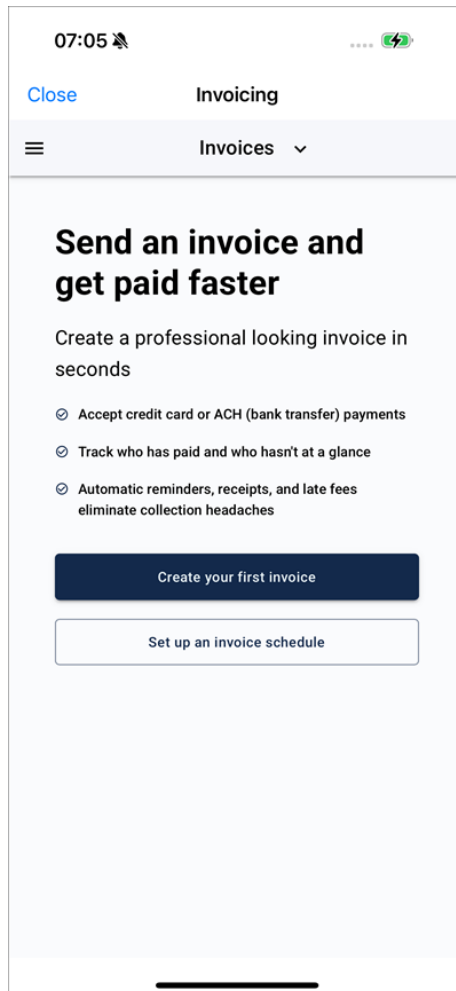 07:05
Close Invoicing
Invoices
Send an invoice and
get paid faster
Create a professional looking invoice in
seconds
Accept credit card or ACH (bank transfer) payments
Track who has paid and who hasn't at a glance
Automatic reminders, receipts, and late fees
eliminate collection headaches
Create your first invoice
Set up an invoice schedule